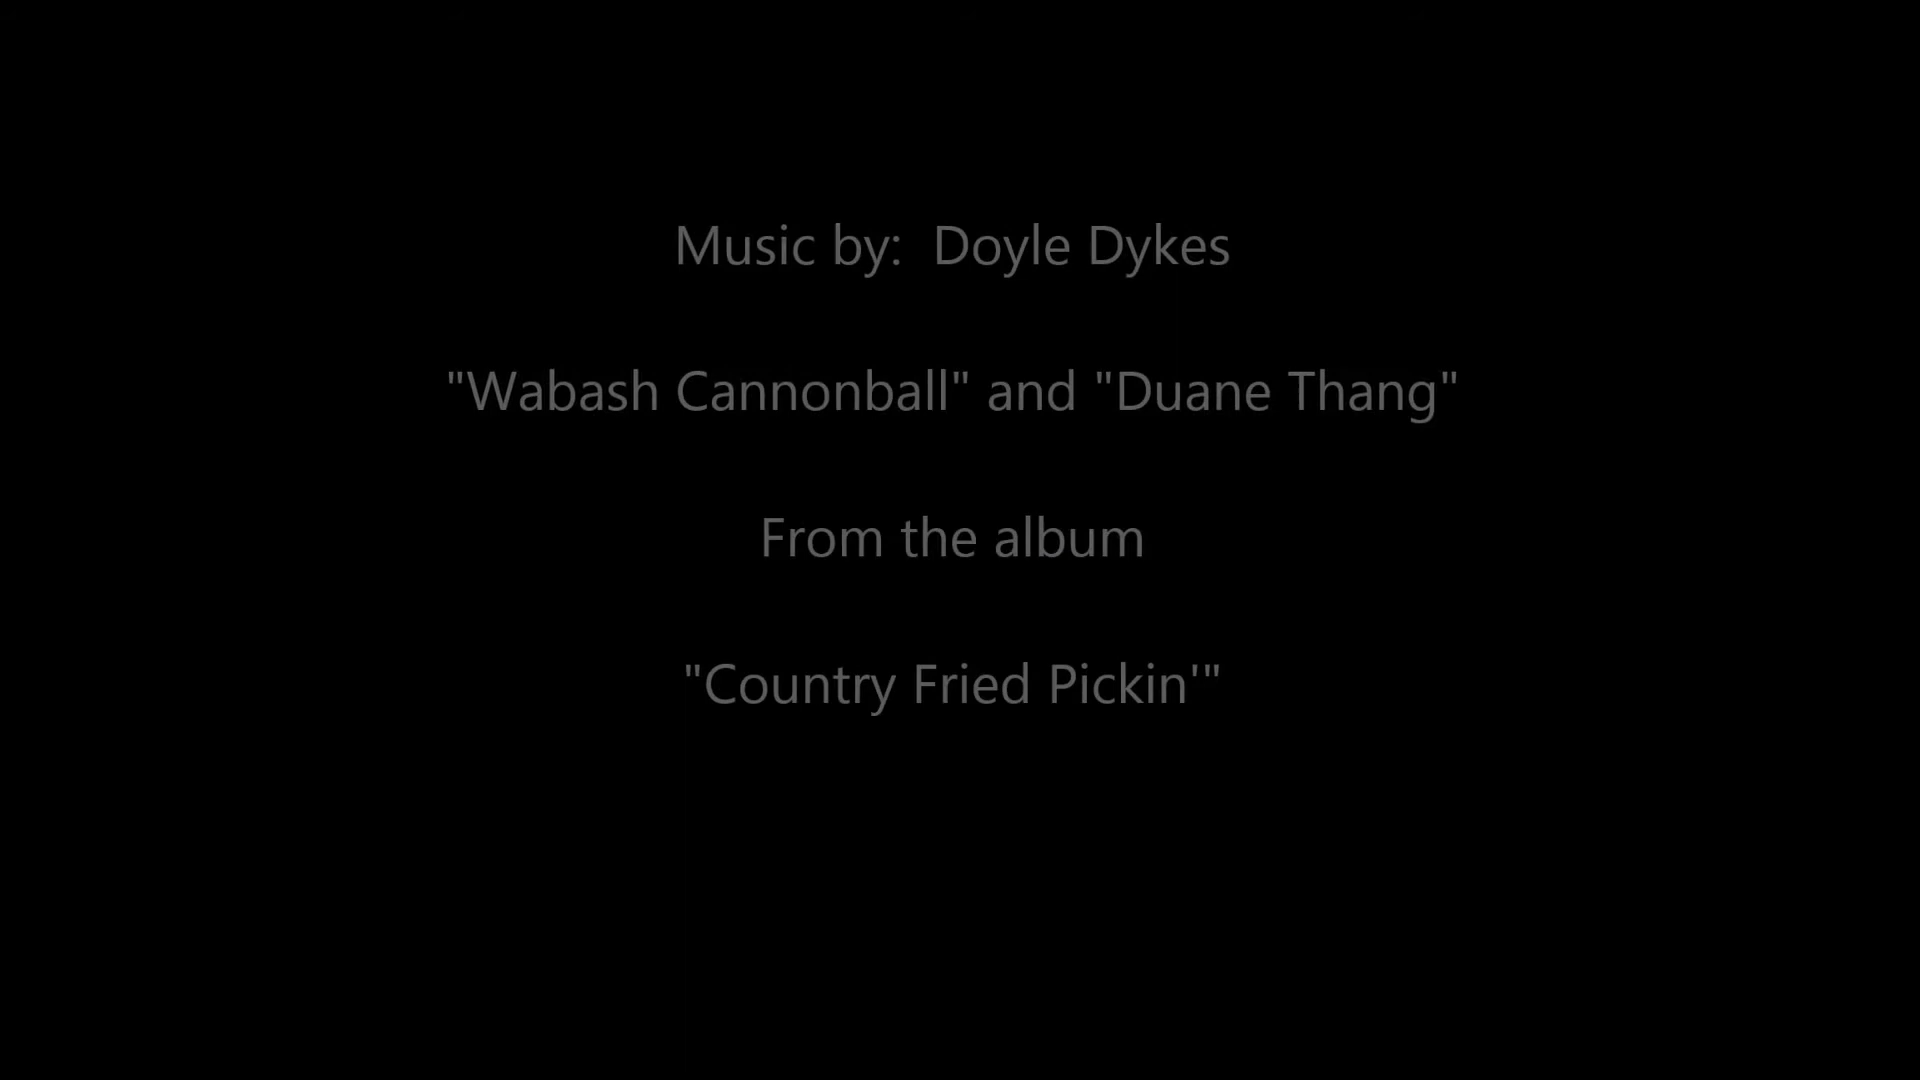 Music by:  Doyle Dykes
"Wabash Cannonball" and "Duane Thang"
From the album
"Country Fried Pickin'"